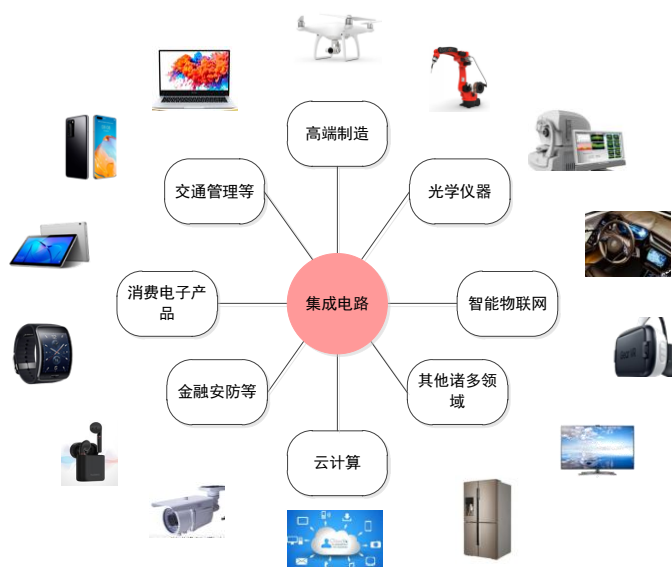 高端制造
交通管理等
光学仪器
消费电子产
品
集成电路
智能物联网
金融安防等
其他诸多领
域
云计算